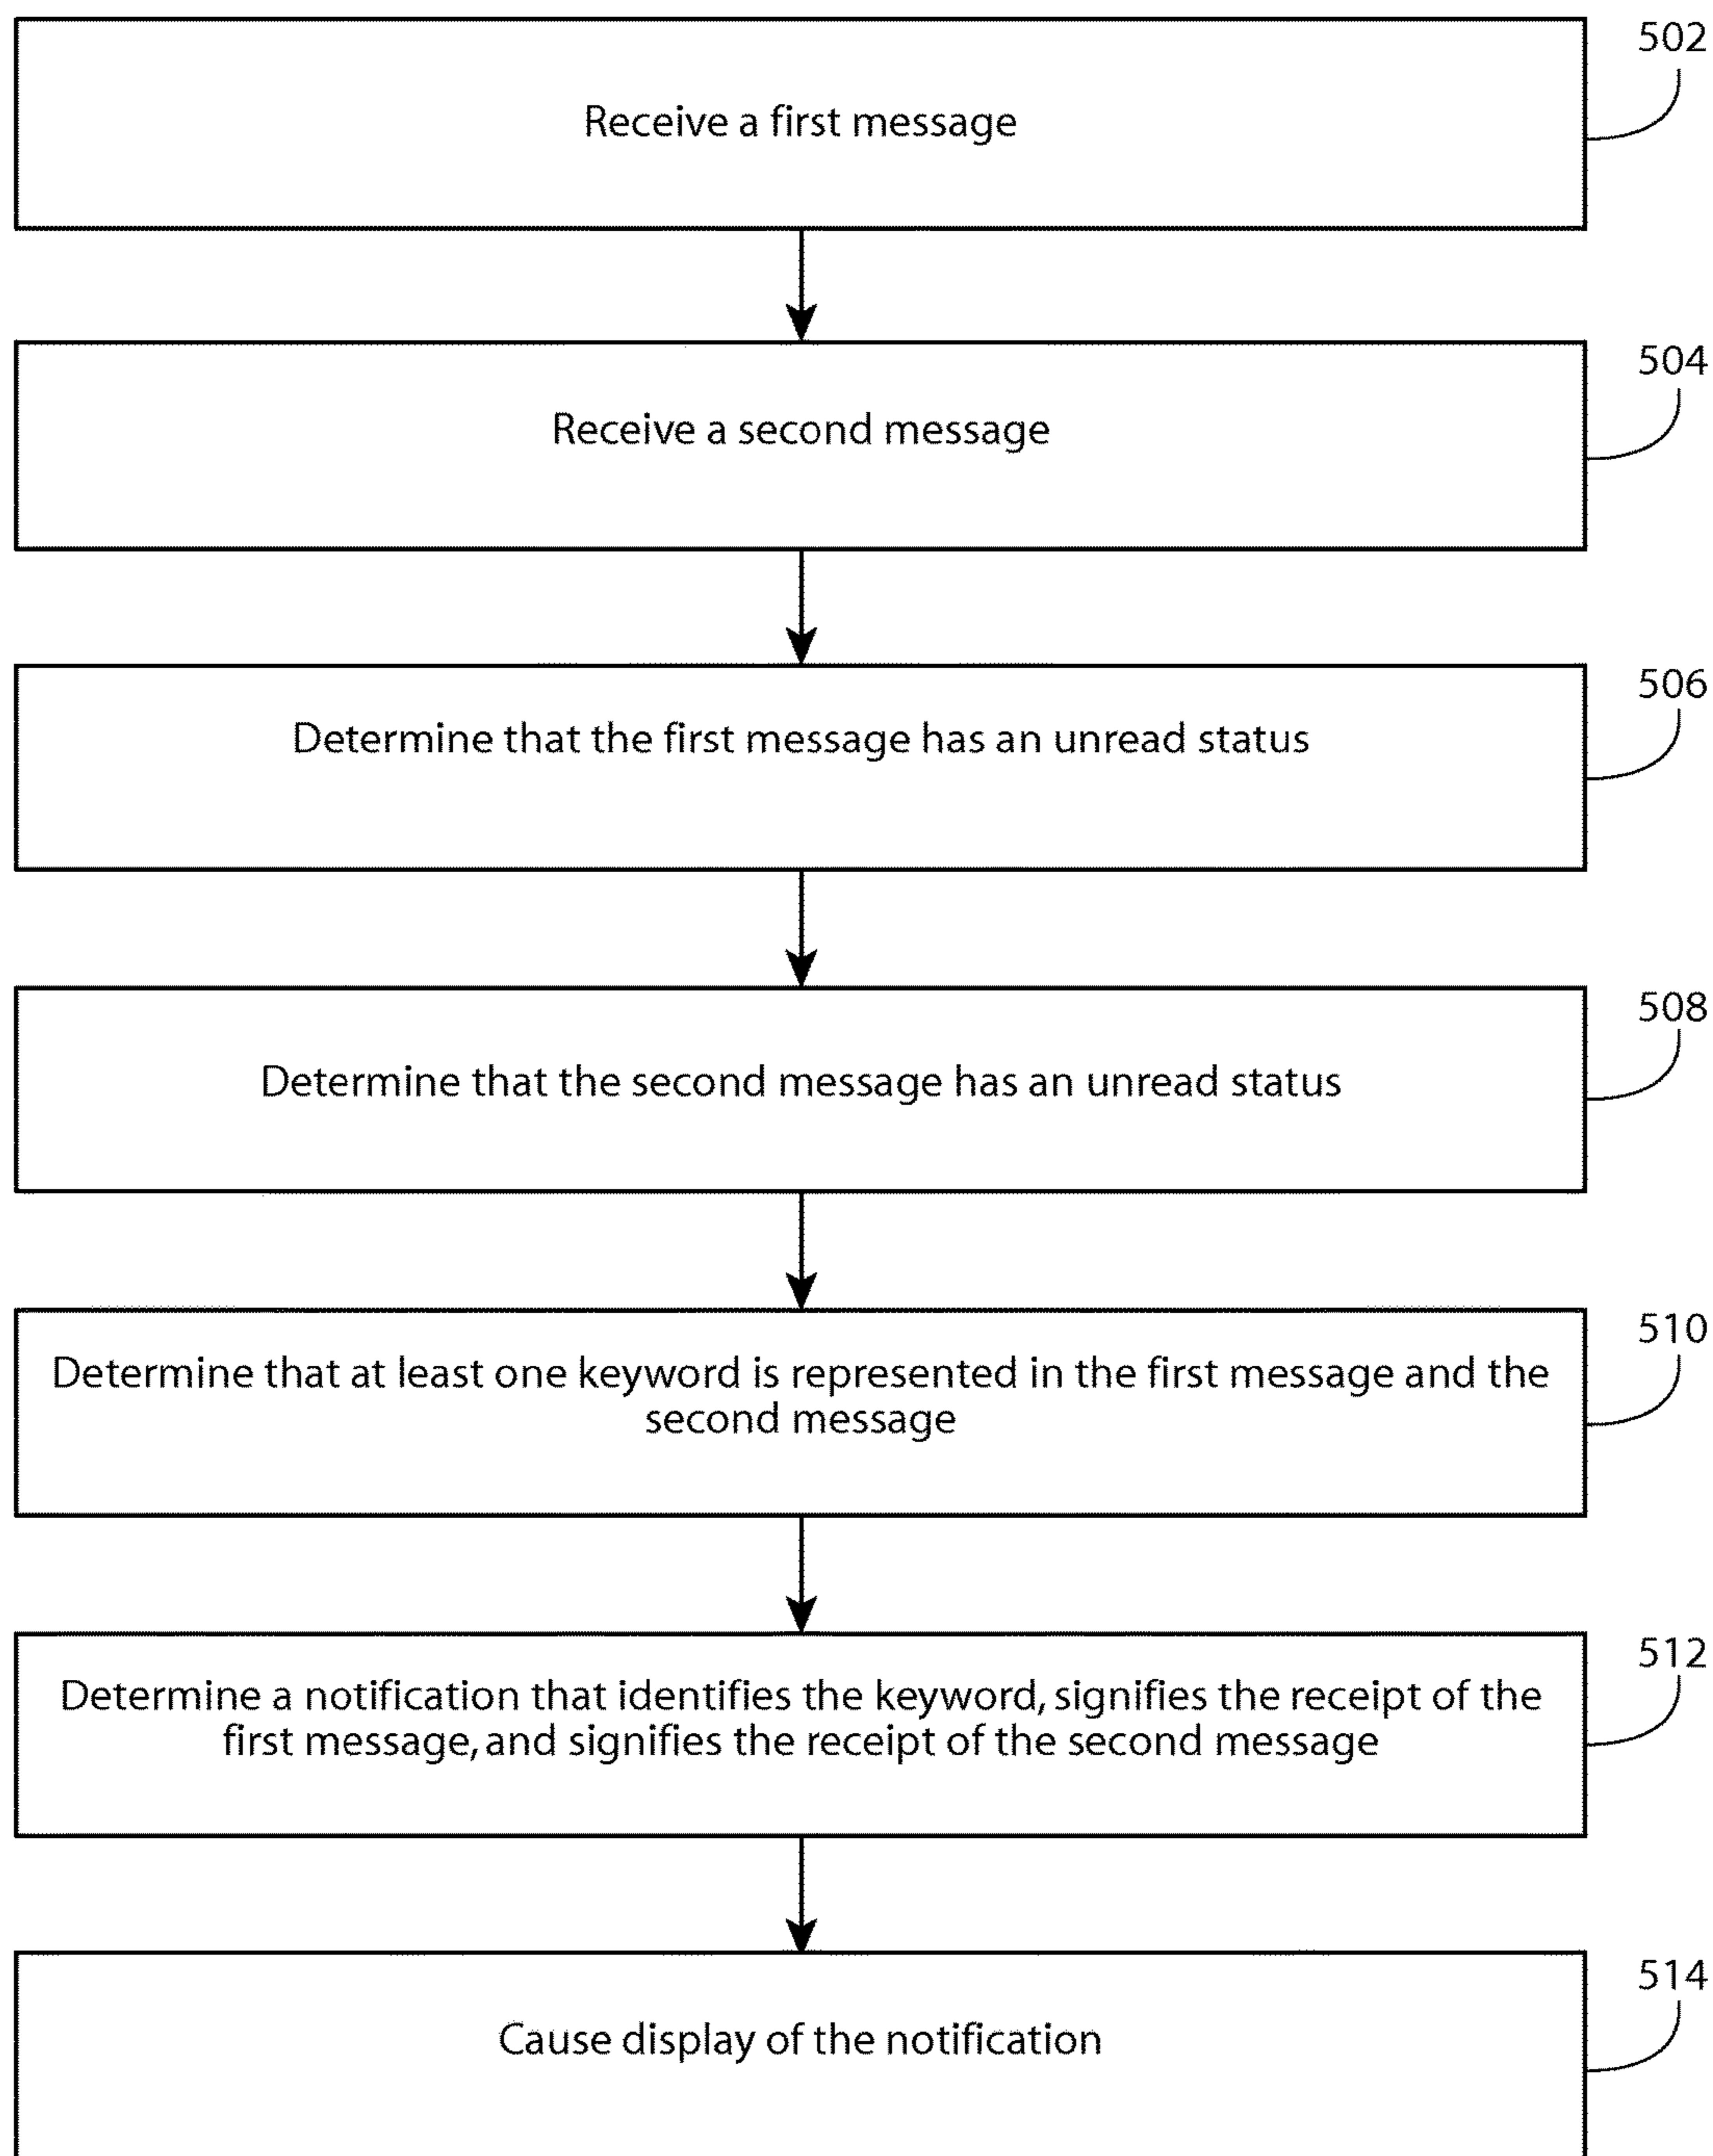 502
Receive a first message
504
Receive a second message
506
Determine that the first message has an unread status
508
Determine that the second message has an unread status
510
Determine that at least one keyword is represented in the first message and the
second message
512
Determine a notification that identifies the keyword, signifies the receipt of the
first message, and signifies the receipt of the second message
514
Cause display of the notification